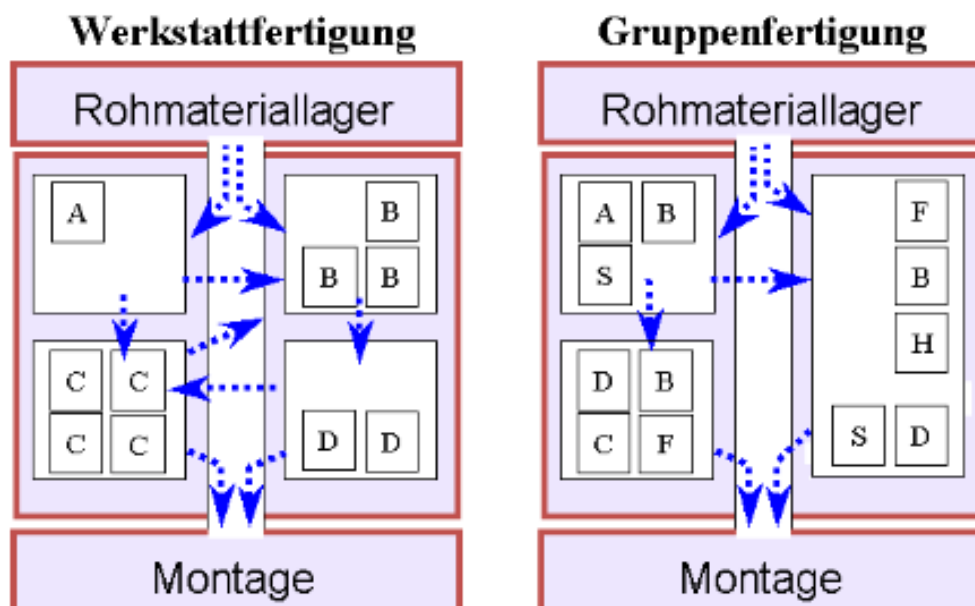 Werkstattfertigung
Rohmateriallager
A
B
B B
C C
C C
D D
Montage
Gruppenfertigung
Rohmateriallager
A B
S
F
B
H
S D
D B
C F
Montage